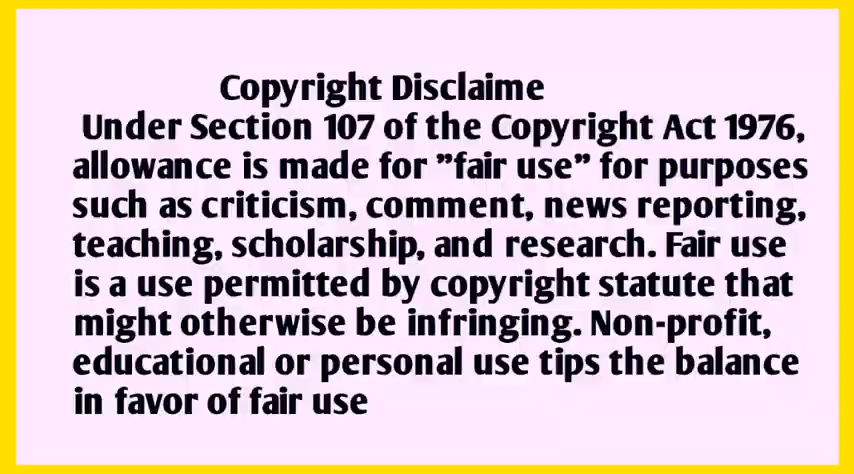 Copyright Disclaime
Under Section 107 of the Copyright Act 1976,
allowance is made for ”fair use” for purposes
such as criticism, comment, news reporting,
teaching, scholarship, and research. Fair use
is a use permitted by copyright statute that
might otherwise be infringing. Non-profit,
educational or personal use tips the balance
in favor of fair use